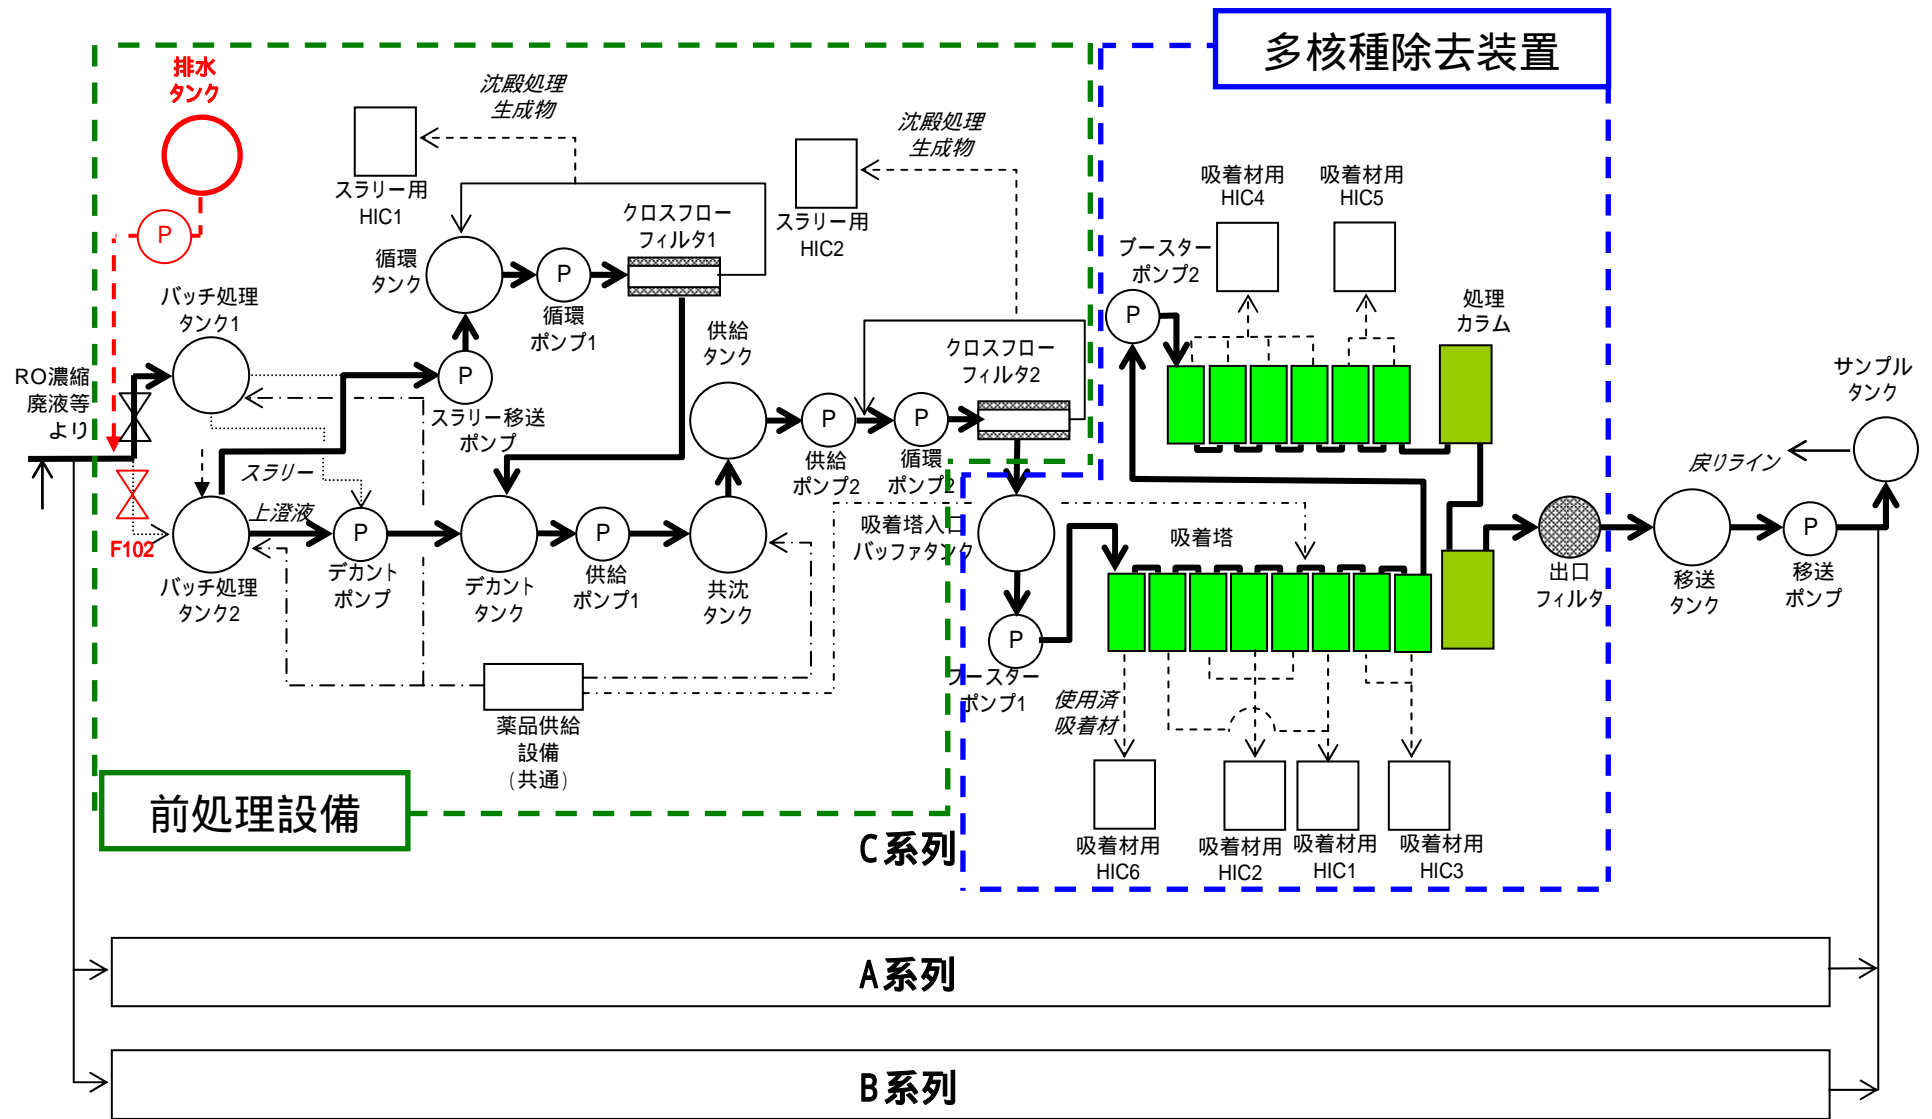 多核種除去装置
排水
タンク
沈殿処理
生成物
沈殿処理
生成物
スラリー用
HIC1
スラリー用
HIC2
吸着材用
HIC4
吸着材用
HIC5
P
クロスフロー
フィルタ1
循環
タンク
P
循環
ポンプ1
ブースター
ポンプ2
P
処理
カラム
バッチ処理
タンク1
供給
タンク
クロスフロー
フィルタ2
サンプル
タンク
RO濃縮
廃液等
より
P
スラリー移送
ポンプ
P
供給
ポンプ2
P
循環
ポンプ2
戻りライン
スラリー
上澄液
F102
バッチ処理
タンク2
P
デカント
ポンプ
デカント
タンク
P
供給
ポンプ1
共沈
タンク
吸着塔入口
バッファタンク
吸着塔
出口
フィルタ
移送
タンク
P
移送
ポンプ
P
ブースター
ポンプ1
使用済
吸着材
薬品供給
設備
(共通)
前処理設備
C系列
吸着材用
HIC6
吸着材用
HIC2
吸着材用
HIC1
吸着材用
HIC3
A系列
B系列